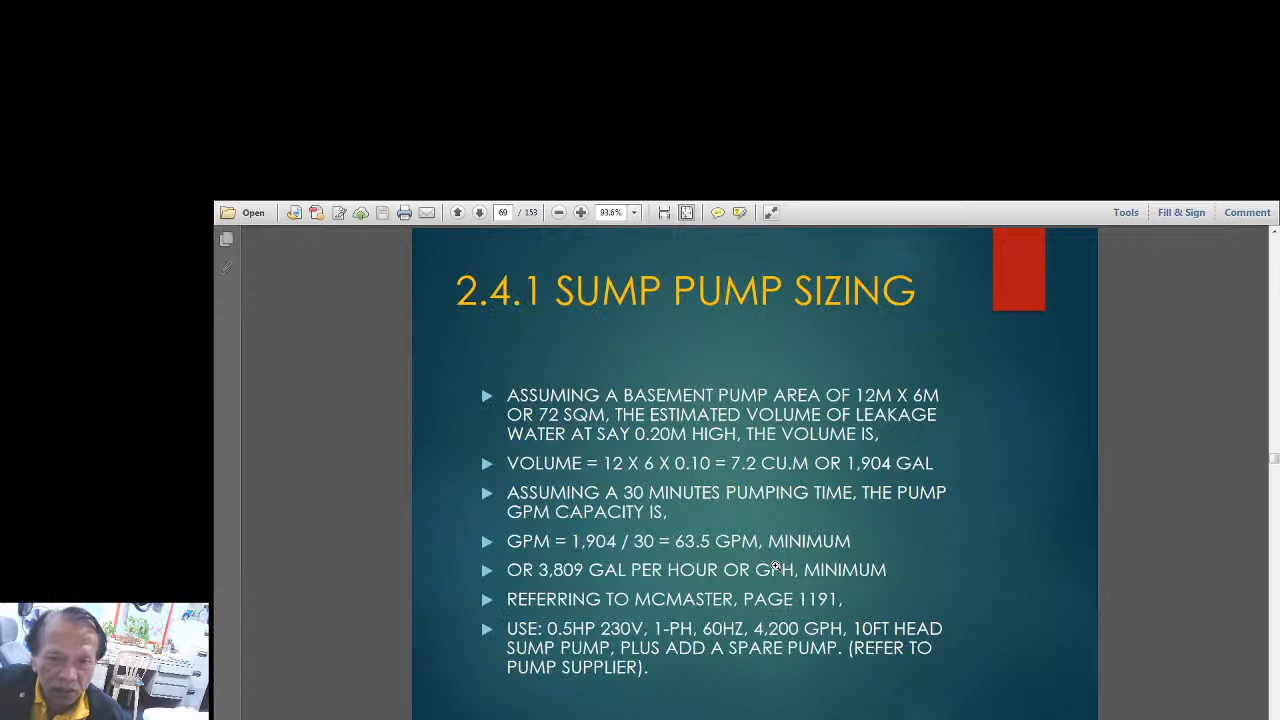 Open
69
/ 153
93.6%
Tools
Fill & Sign
Comment
2.4.1 SUMP PUMP SIZING
ASSUMING A BASEMENT PUMP AREA OF 12M X 6M
OR 72 SQM, THE ESTIMATED VOLUME OF LEAKAGE
WATER AT SAY 0.20M HIGH, THE VOLUME IS,
VOLUME = 12 X 6 X 0.10 = 7.2 CU.M OR 1,904 GAL
ASSUMING A 30 MINUTES PUMPING TIME, THE PUMP
GPM CAPACITY IS,
GPM = 1,904 / 30 = 63.5 GPM, MINIMUM
OR 3,809 GAL PER HOUR OR GPH, MINIMUM
REFERRING TO MCMASTER, PAGE 1191,
USE: 0.5HP 230V, 1-PH, 60HZ, 4,200 GPH, 10FT HEAD
SUMP PUMP, PLUS ADD A SPARE PUMP. (REFER TO
PUMP SUPPLIER).